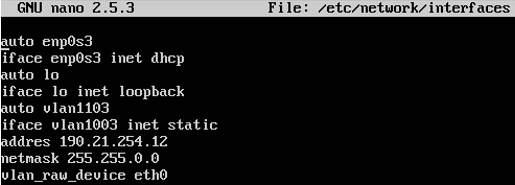 GNU nano 2.5.3 File: /etc/network/interfaces
auto enp0s3
iface enp0s3 inet dhcp
auto lo
iface lo inet loopback
auto vlan1103
iface vlan1003 inet static
addres 190.21.254.12
netmask 255.255.0.0
vlan_raw_device eth0